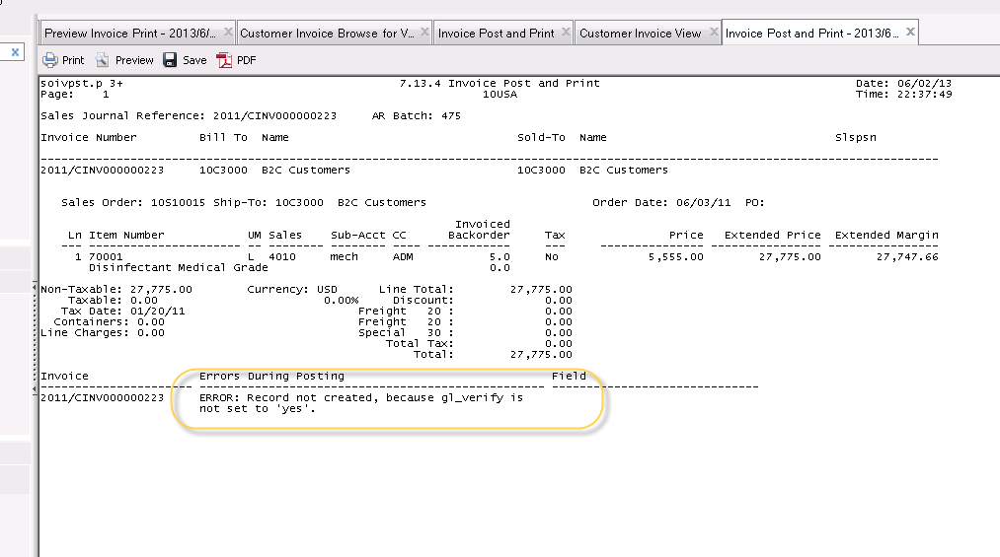 Preview Invoice Print - 2013/6/... Customer Invoice Browse for V... Invoice Post and Print Customer Invoice View Invoice Post and Print - 2013/6...
Print Preview Save PDF
soivpst.p 3+ 7.13.4 Invoice Post and Print Date: 06/02/13
Page: 1 10USA Time: 22:37:49
Sales Journal Reference: 2011/CINV000000223 AR Batch: 475
Invoice Number Bill To Name Sold-To Name Slspsn
2011/CINV000000223 10C3000 B2C Customers 10C3000 B2C Customers
Sales Order: 10S10015 Ship-To: 10C3000 B2C Customers Order Date: 06/03/11 PO:
Invoiced
Ln Item Number UM Sales Sub-Acct CC Backorder Tax Price Extended Price Extended Margin
1 70001 L 4010 mech ADM 5.0 No 5,555.00 27,775.00 27,747.66
Disinfectant Medical Grade 0.0
Non-Taxable: 27,775.00 Currency: USD Line Total: 27,775.00
Taxable: 0.00 0.00% Discount: 0.00
Tax Date: 01/20/11 Freight 20 : 0.00
Containers: 0.00 Freight 20 : 0.00
Line Charges: 0.00 Special 30 : 0.00
Total Tax: 0.00
Total: 27,775.00
Invoice Errors During Posting Field
2011/CINV000000223 ERROR: Record not created, because gl_verify is
not set to 'yes'.